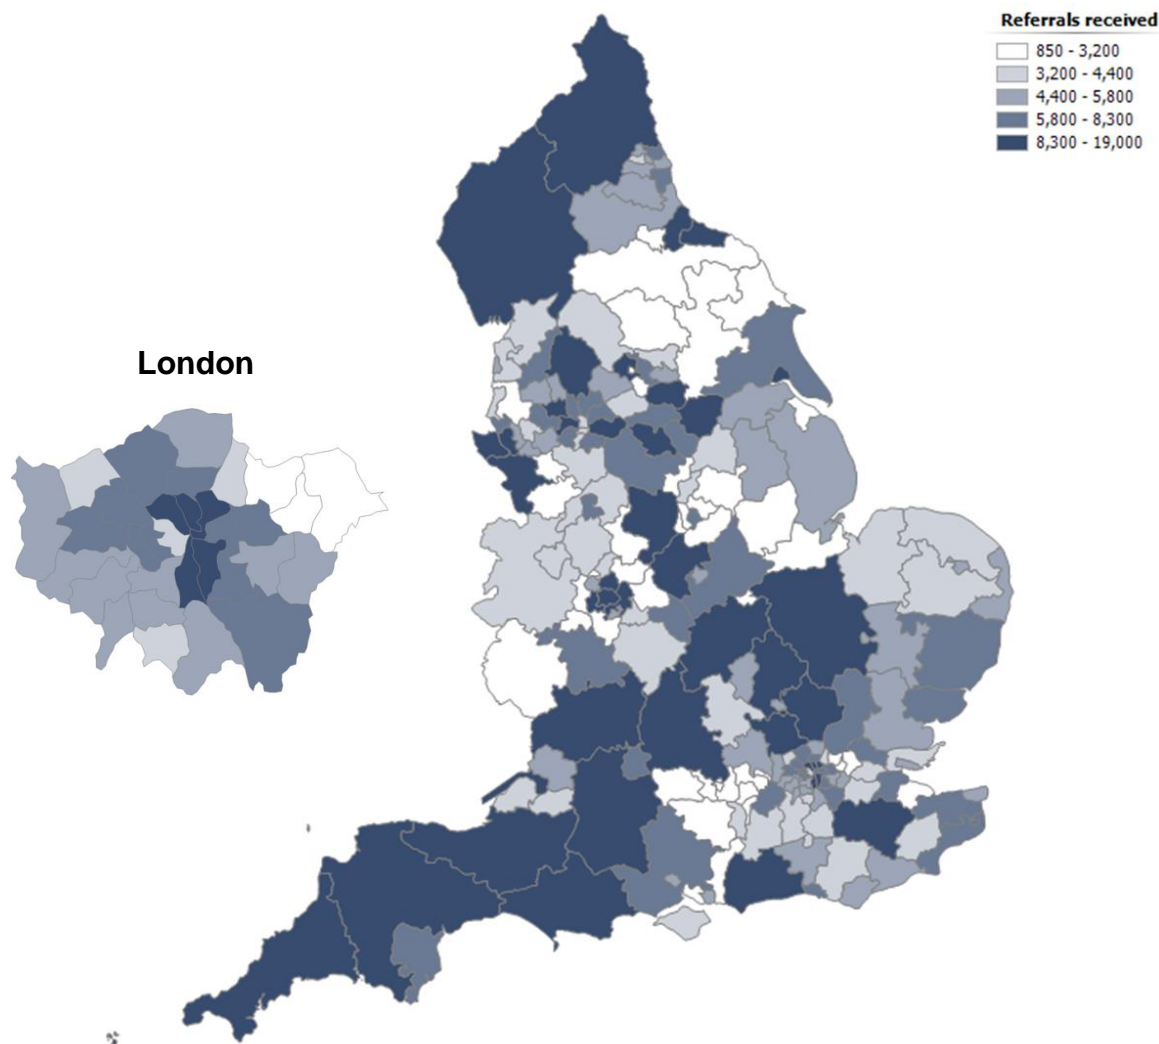 Referrals received
850 - 3,200
3,200 - 4,400
4,400 - 5,800
5,800 - 8,300
8,300 - 19,000
London